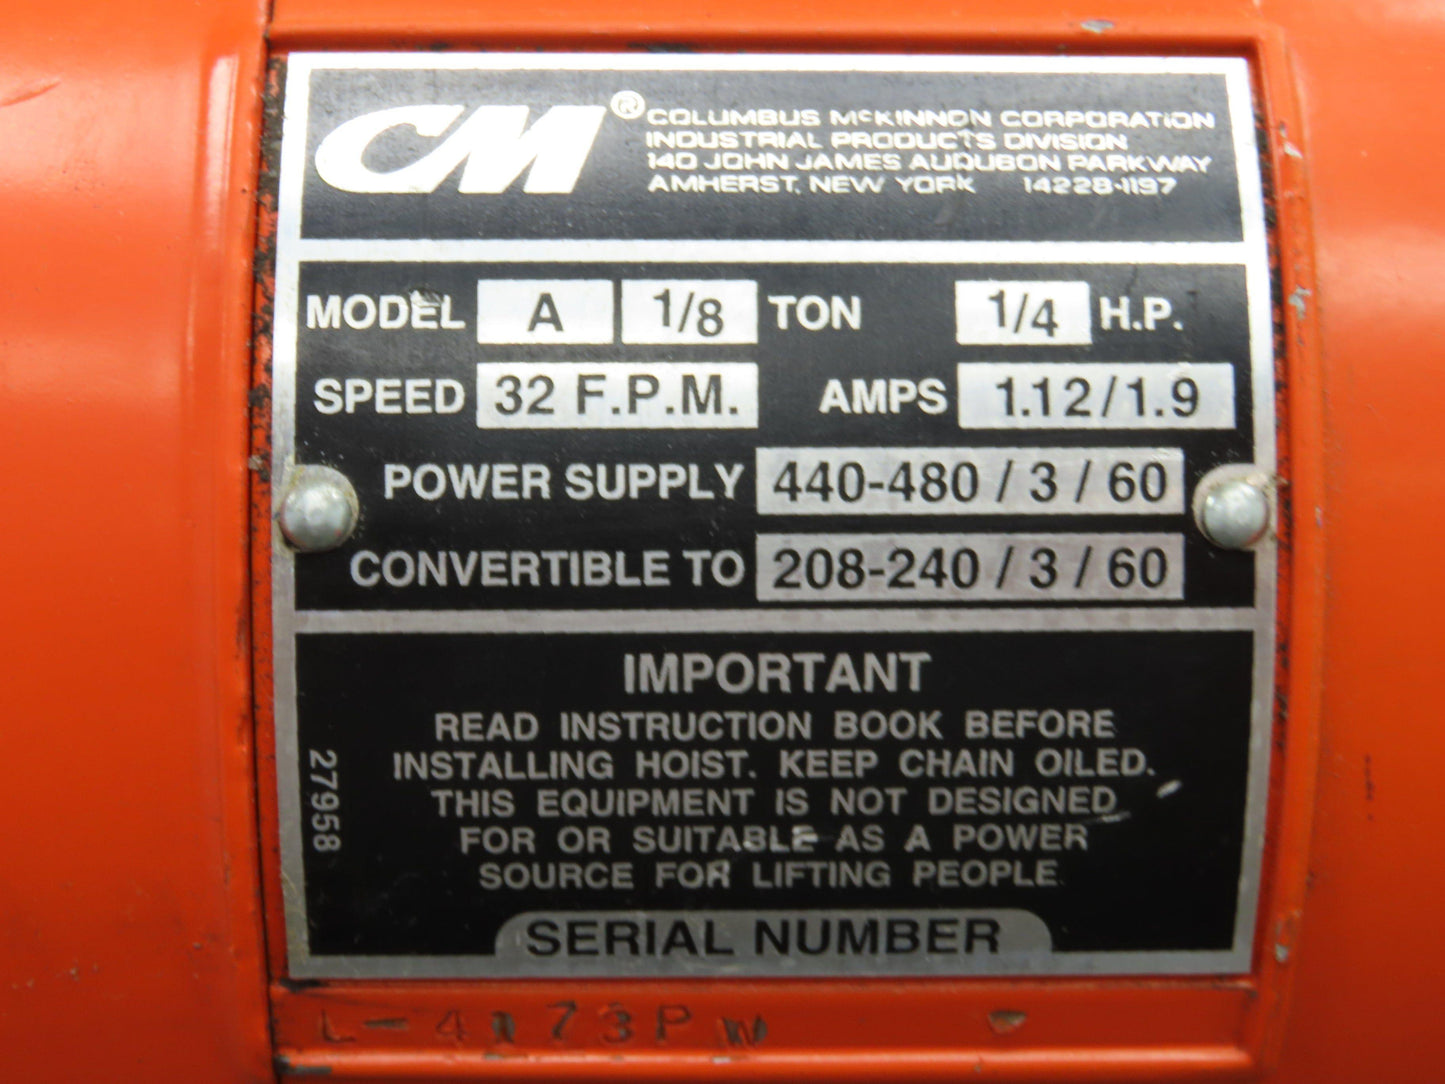 CM® COLUMBUS McKINNON CORPORATION
INDUSTRIAL PRODUCTS DIVISION
140 JOHN JAMES AUDUBON PARKWAY
AMHERST, NEW YORK 14228-1197
MODEL A 1/8 TON 1/4 H.P.
SPEED 32 F.P.M. AMPS 1.12/1.9
POWER SUPPLY 440-480 / 3 / 60
CONVERTIBLE TO 208-240 / 3 / 60
IMPORTANT
READ INSTRUCTION BOOK BEFORE
INSTALLING HOIST. KEEP CHAIN OILED.
THIS EQUIPMENT IS NOT DESIGNED
FOR OR SUITABLE AS A POWER
SOURCE FOR LIFTING PEOPLE
27958
SERIAL NUMBER
L-4173PW